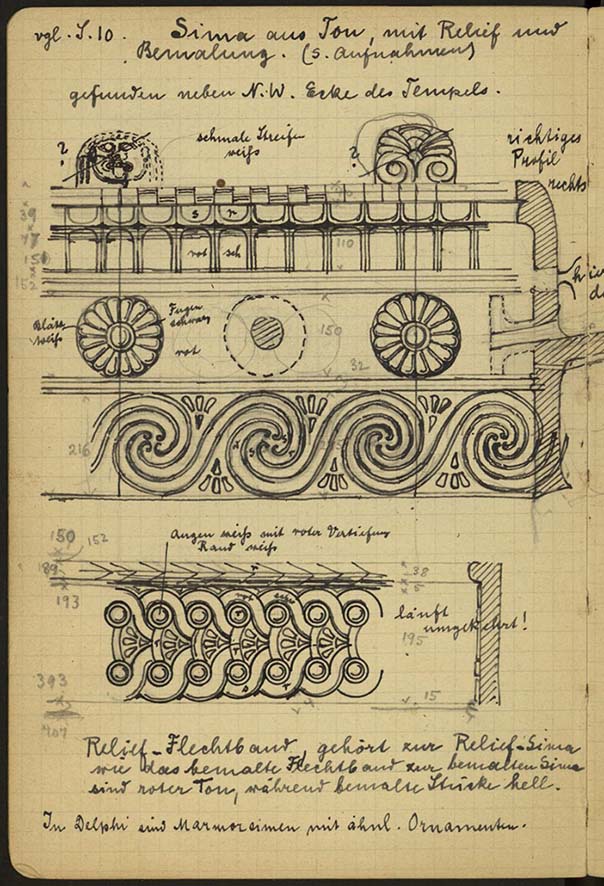 vgl. S. 10. Sima aus Ton, mit Relief und
Bemalung. (s. Aufnahmen)
gefunden neben N.W. Ecke des Tempels.
?
schmale Streifen
weiß
?
richtiges
Profil
rechts
39
s r
77
110
rot sch
152
Blätter
weiß
Fugen
schwarz
rot
150
32
216
Augen weiß mit roter Vertiefung
Rand weiß
150
152
189
r
38
5
193
läuft
umgekehrt!
195
393
15
407
Relief-Flechtband, gehört zur Relief-Sima
wie das bemalte Flechtband zur bemalten Sima
sind roter Ton, während bemalte Stücke hell.
In Delphi sind Marmorsimen mit ähnl. Ornamenten.